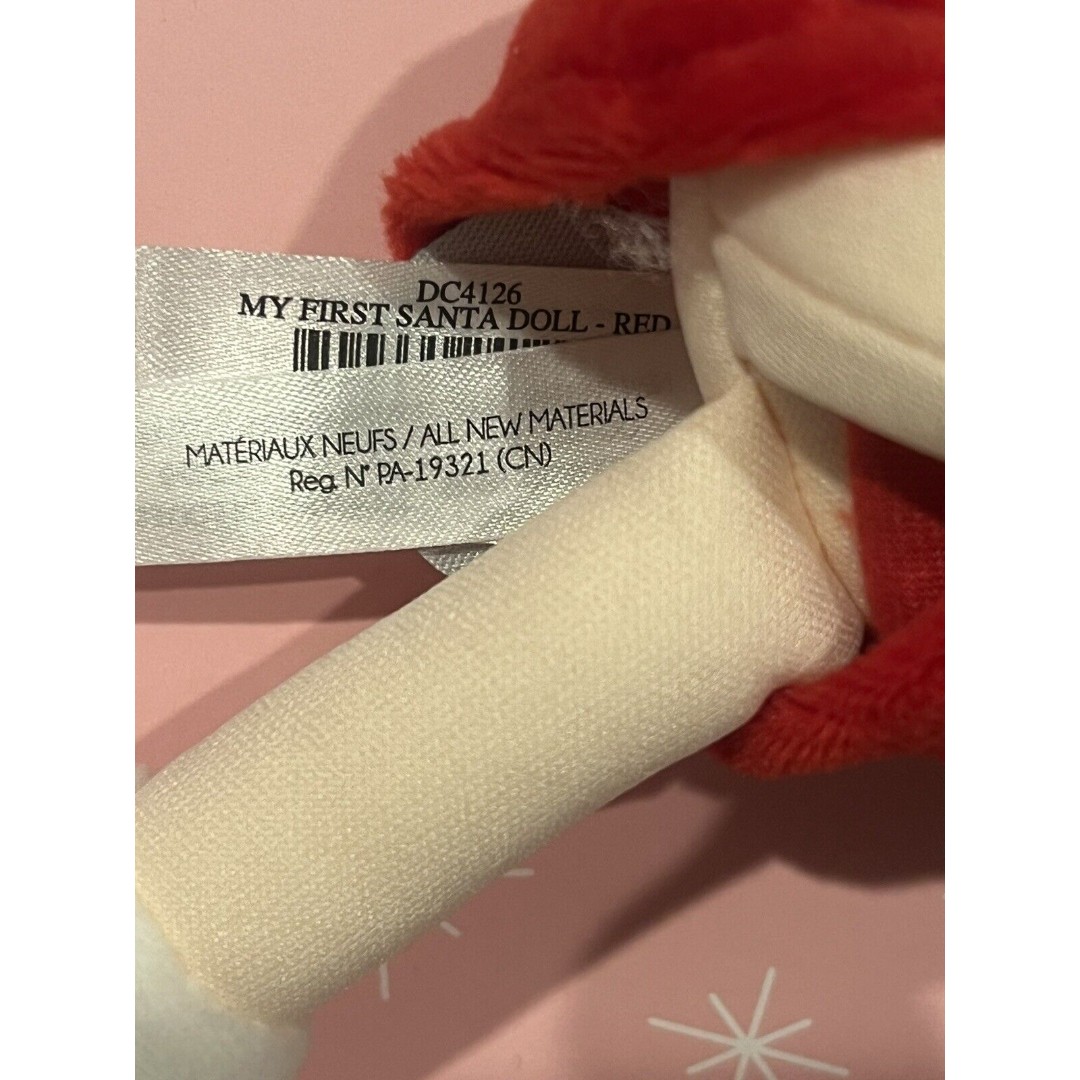 DC4126
MY FIRST SANTA DOLL - RED
MATÉRIAUX NEUFS / ALL NEW MATERIALS
Reg. N° PA-19321 (CN)